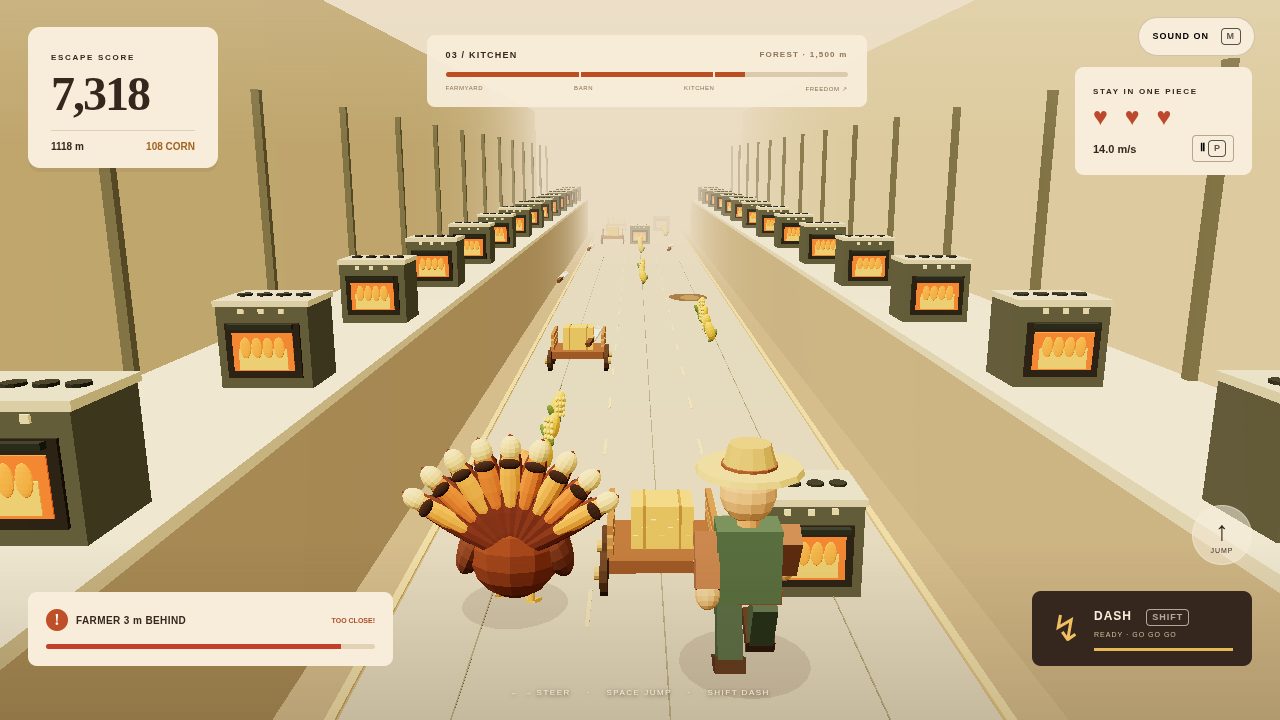 ESCAPE SCORE
7,318
1118 m 108 CORN
03 / KITCHEN FOREST · 1,500 m
FARMYARD BARN KITCHEN FREEDOM ↗
SOUND ON M
STAY IN ONE PIECE
♥ ♥ ♥
14.0 m/s II P
↑
JUMP
! FARMER 3 m BEHIND TOO CLOSE!
DASH SHIFT
READY · GO GO GO
← → STEER · SPACE JUMP · SHIFT DASH